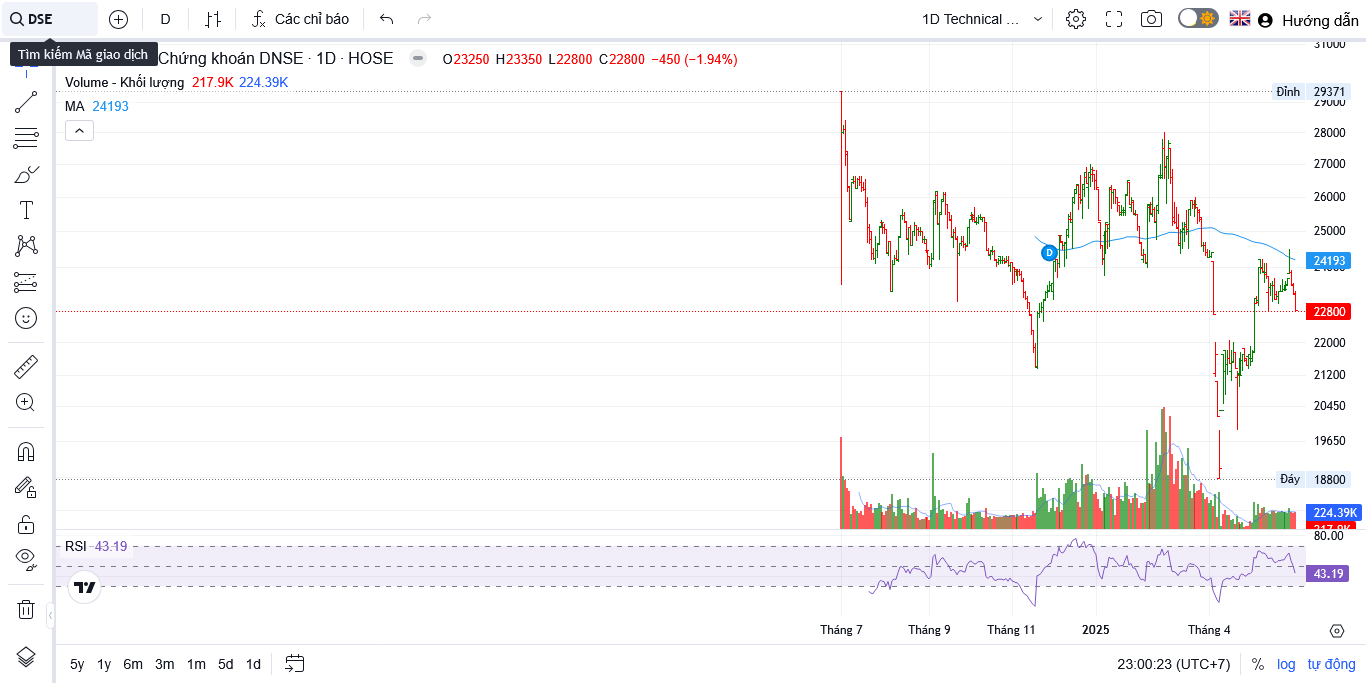 DSE
D
Các chỉ báo
1D Technical ...
Hướng dẫn
Tìm kiếm Mã giao dịch
Chứng khoán DNSE · 1D · HOSE
O23250 H23350 L22800 C22800 −450 (−1.94%)
Volume - Khối lượng 217.9K 224.39K
MA 24193
31000
Đỉnh 29371
29000
28000
27000
26000
25000
D
24193
24000
22800
22000
21200
20450
19650
Đáy 18800
224.39K
217.9K
80.00
RSI 43.19
43.19
Tháng 7
Tháng 9
Tháng 11
2025
Tháng 4
5y 1y 6m 3m 1m 5d 1d
23:00:23 (UTC+7)
% log tự động